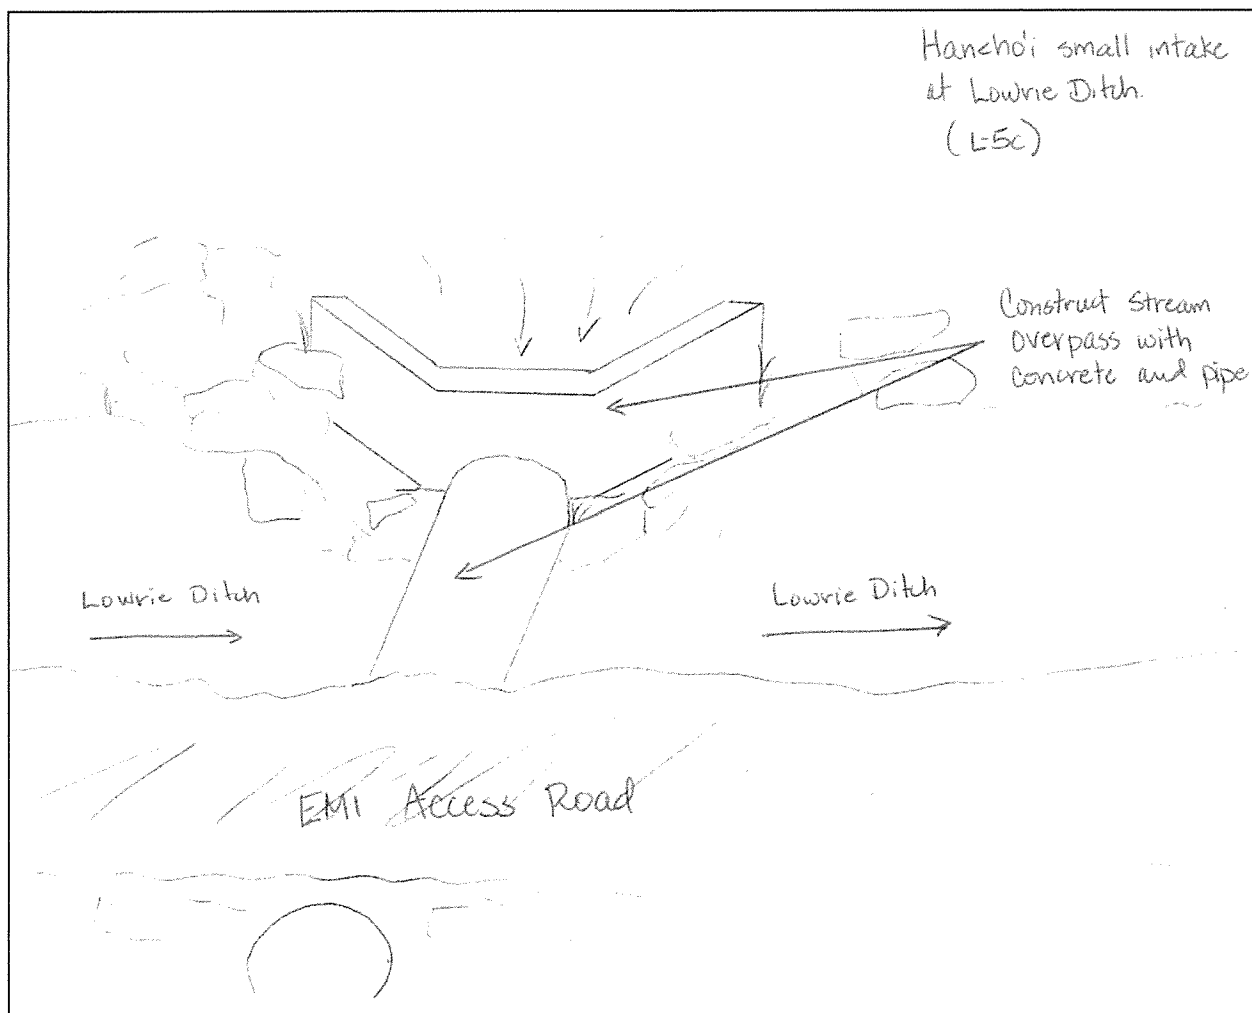 Hanehoʻi small intake
at Lowrie Ditch.
(L-5c)
Construct stream
overpass with
concrete and pipe
Lowrie Ditch
Lowrie Ditch
EMI Access Road